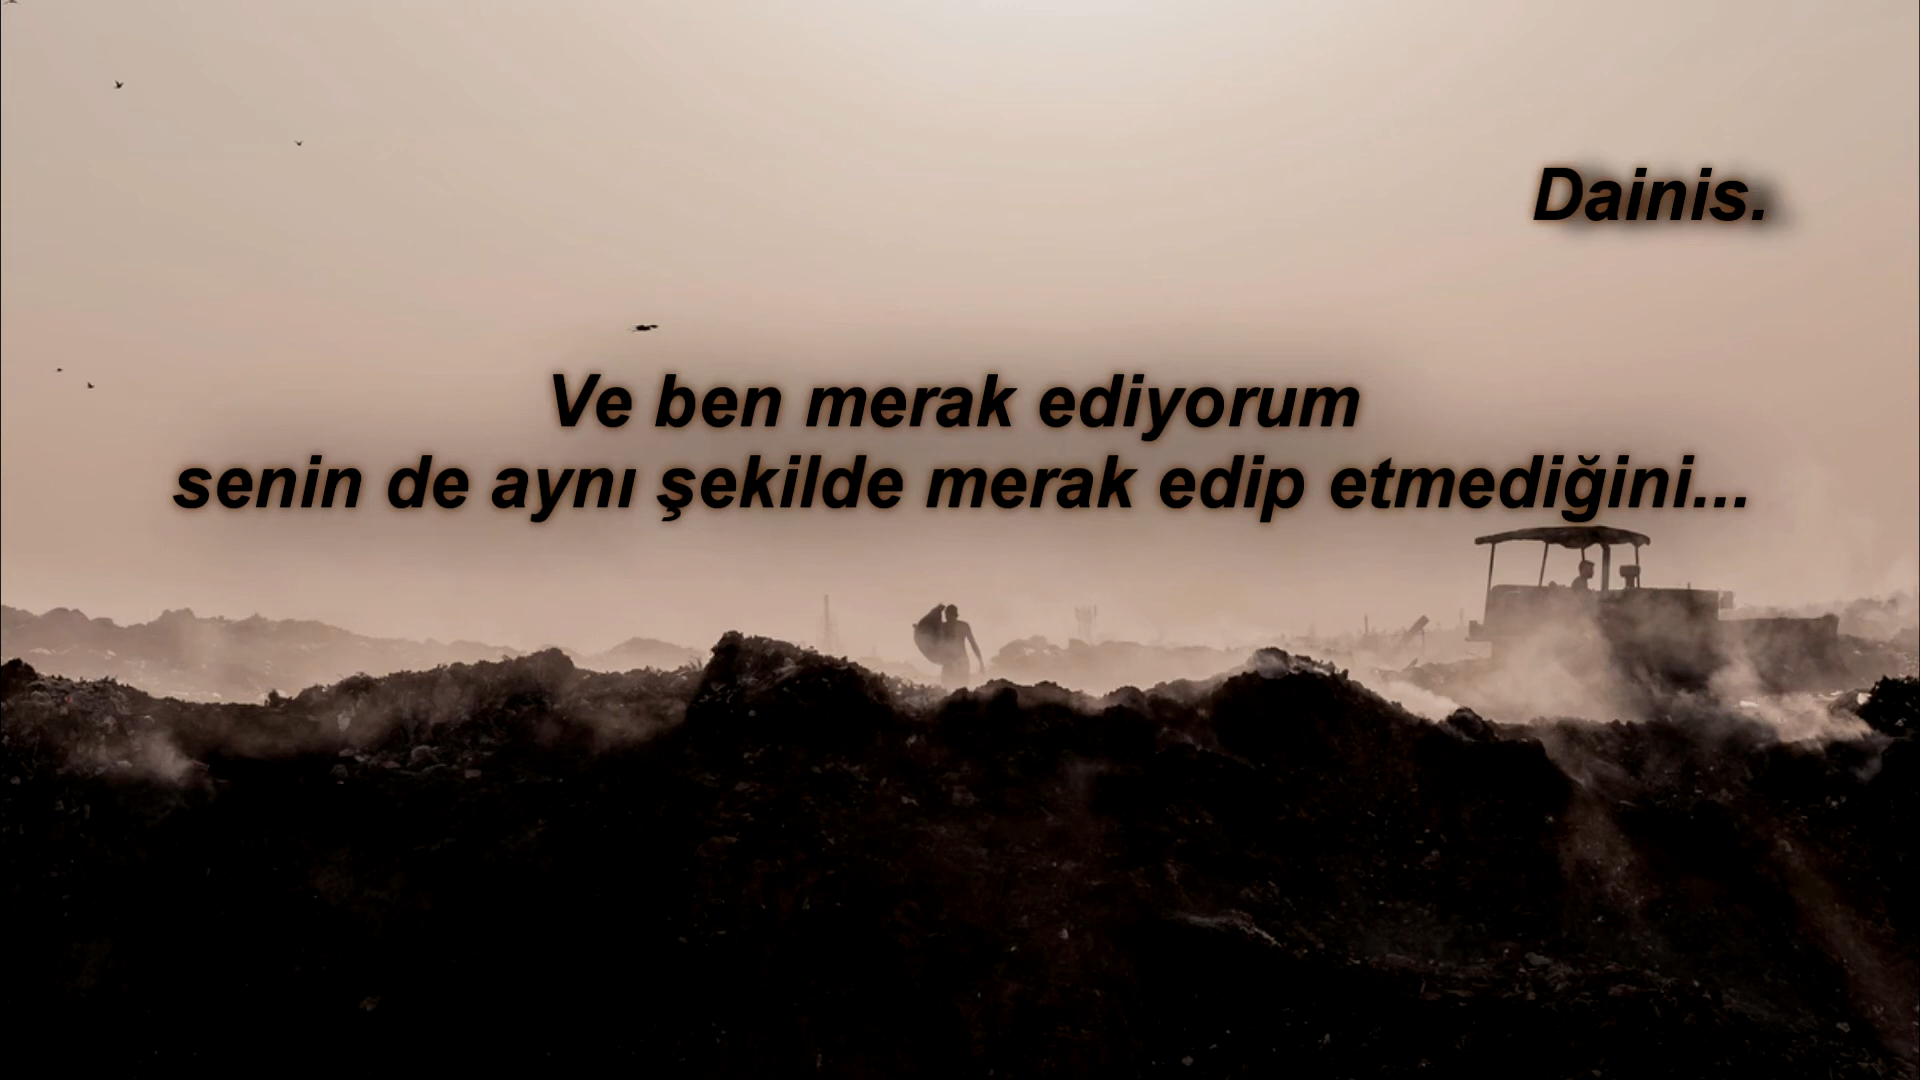 Dainis.
Ve ben merak ediyorum
senin de aynı şekilde merak edip etmediğini...